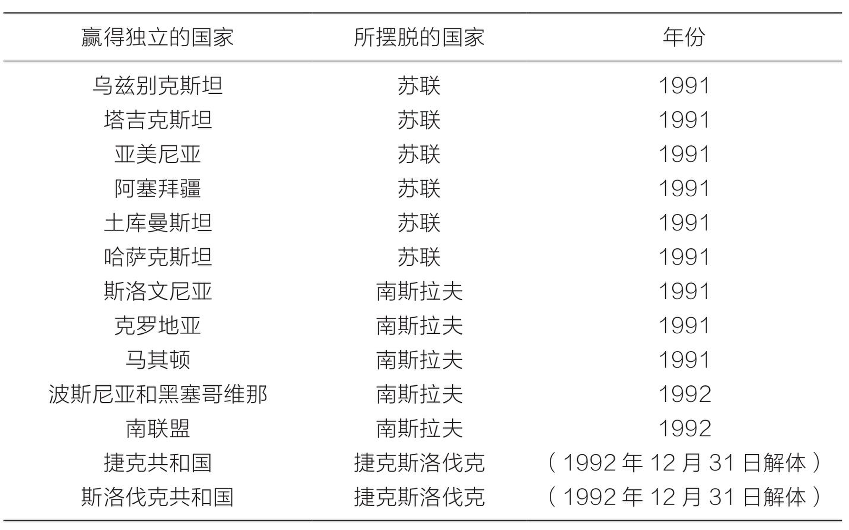 赢得独立的国家 所摆脱的国家 年份
乌兹别克斯坦 苏联 1991
塔吉克斯坦 苏联 1991
亚美尼亚 苏联 1991
阿塞拜疆 苏联 1991
土库曼斯坦 苏联 1991
哈萨克斯坦 苏联 1991
斯洛文尼亚 南斯拉夫 1991
克罗地亚 南斯拉夫 1991
马其顿 南斯拉夫 1991
波斯尼亚和黑塞哥维那 南斯拉夫 1992
南联盟 南斯拉夫 1992
捷克共和国 捷克斯洛伐克 （1992 年 12 月 31 日解体）
斯洛伐克共和国 捷克斯洛伐克 （1992 年 12 月 31 日解体）